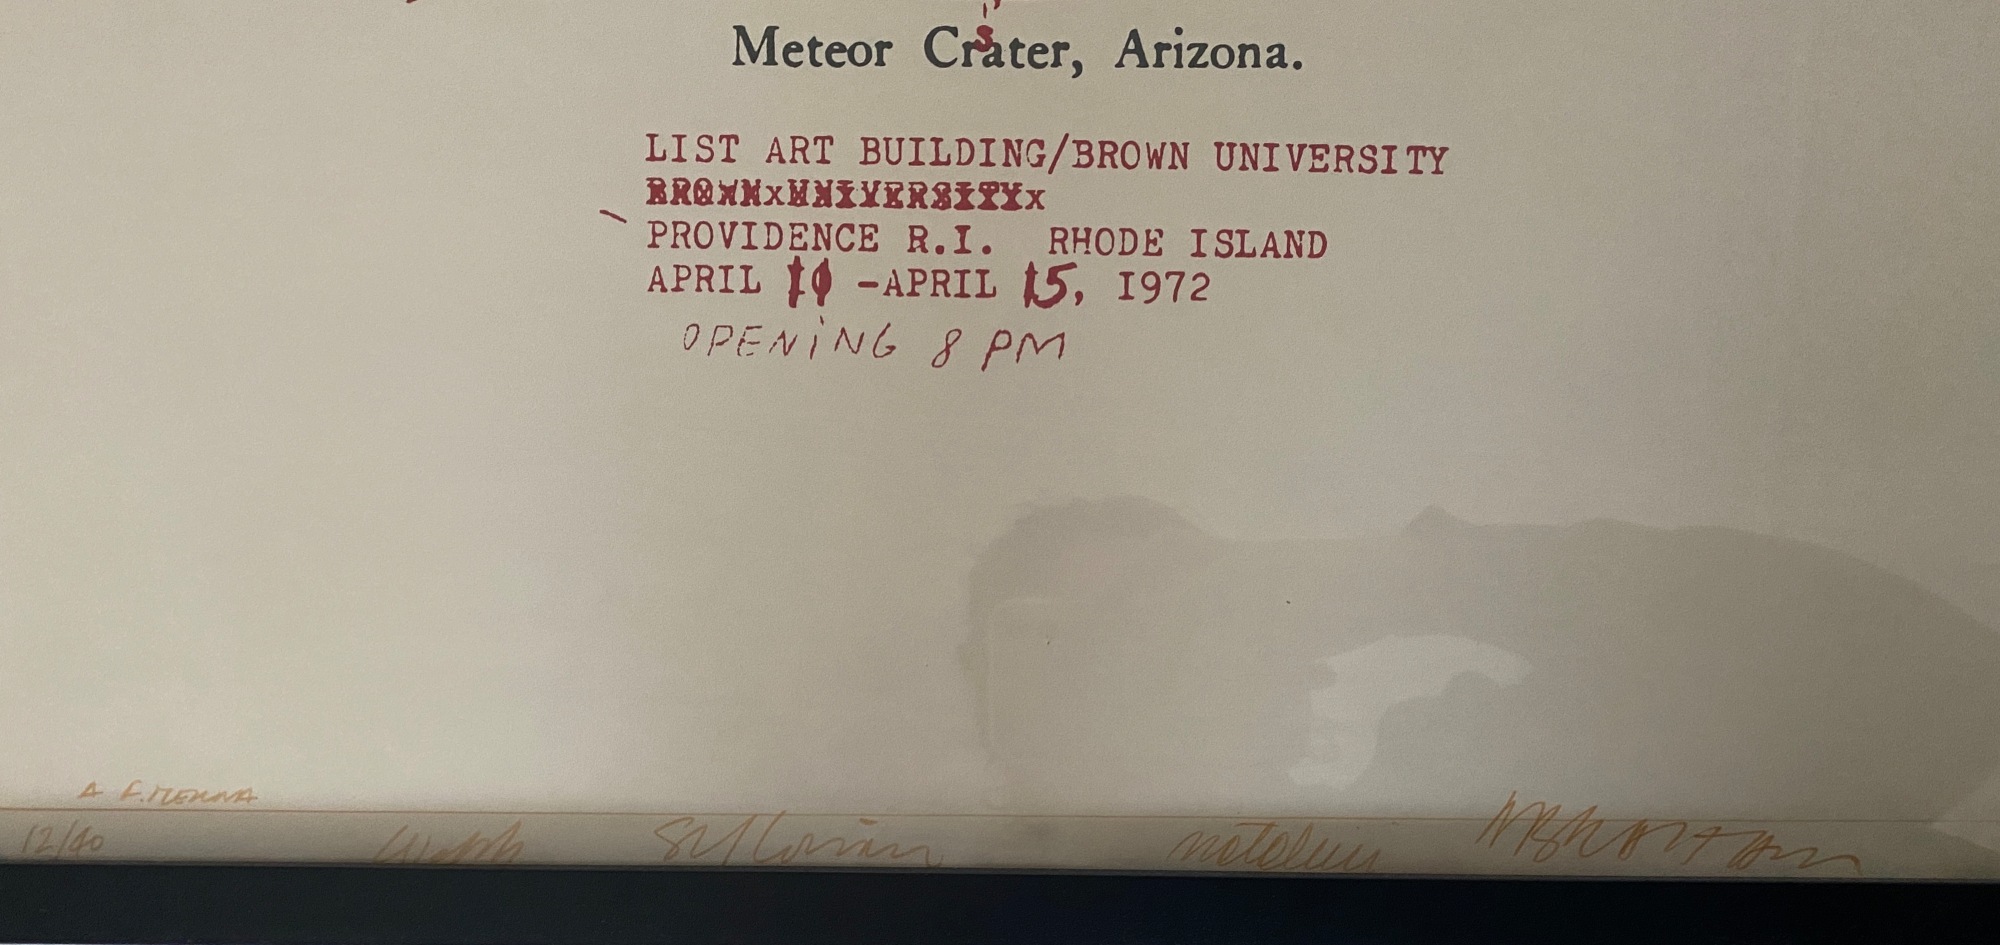 Meteor Crater, Arizona.
LIST ART BUILDING/BROWN UNIVERSITY
PROVIDENCE R.I. RHODE ISLAND
APRIL 10 -APRIL 15, 1972
OPENING 8 PM
12/40